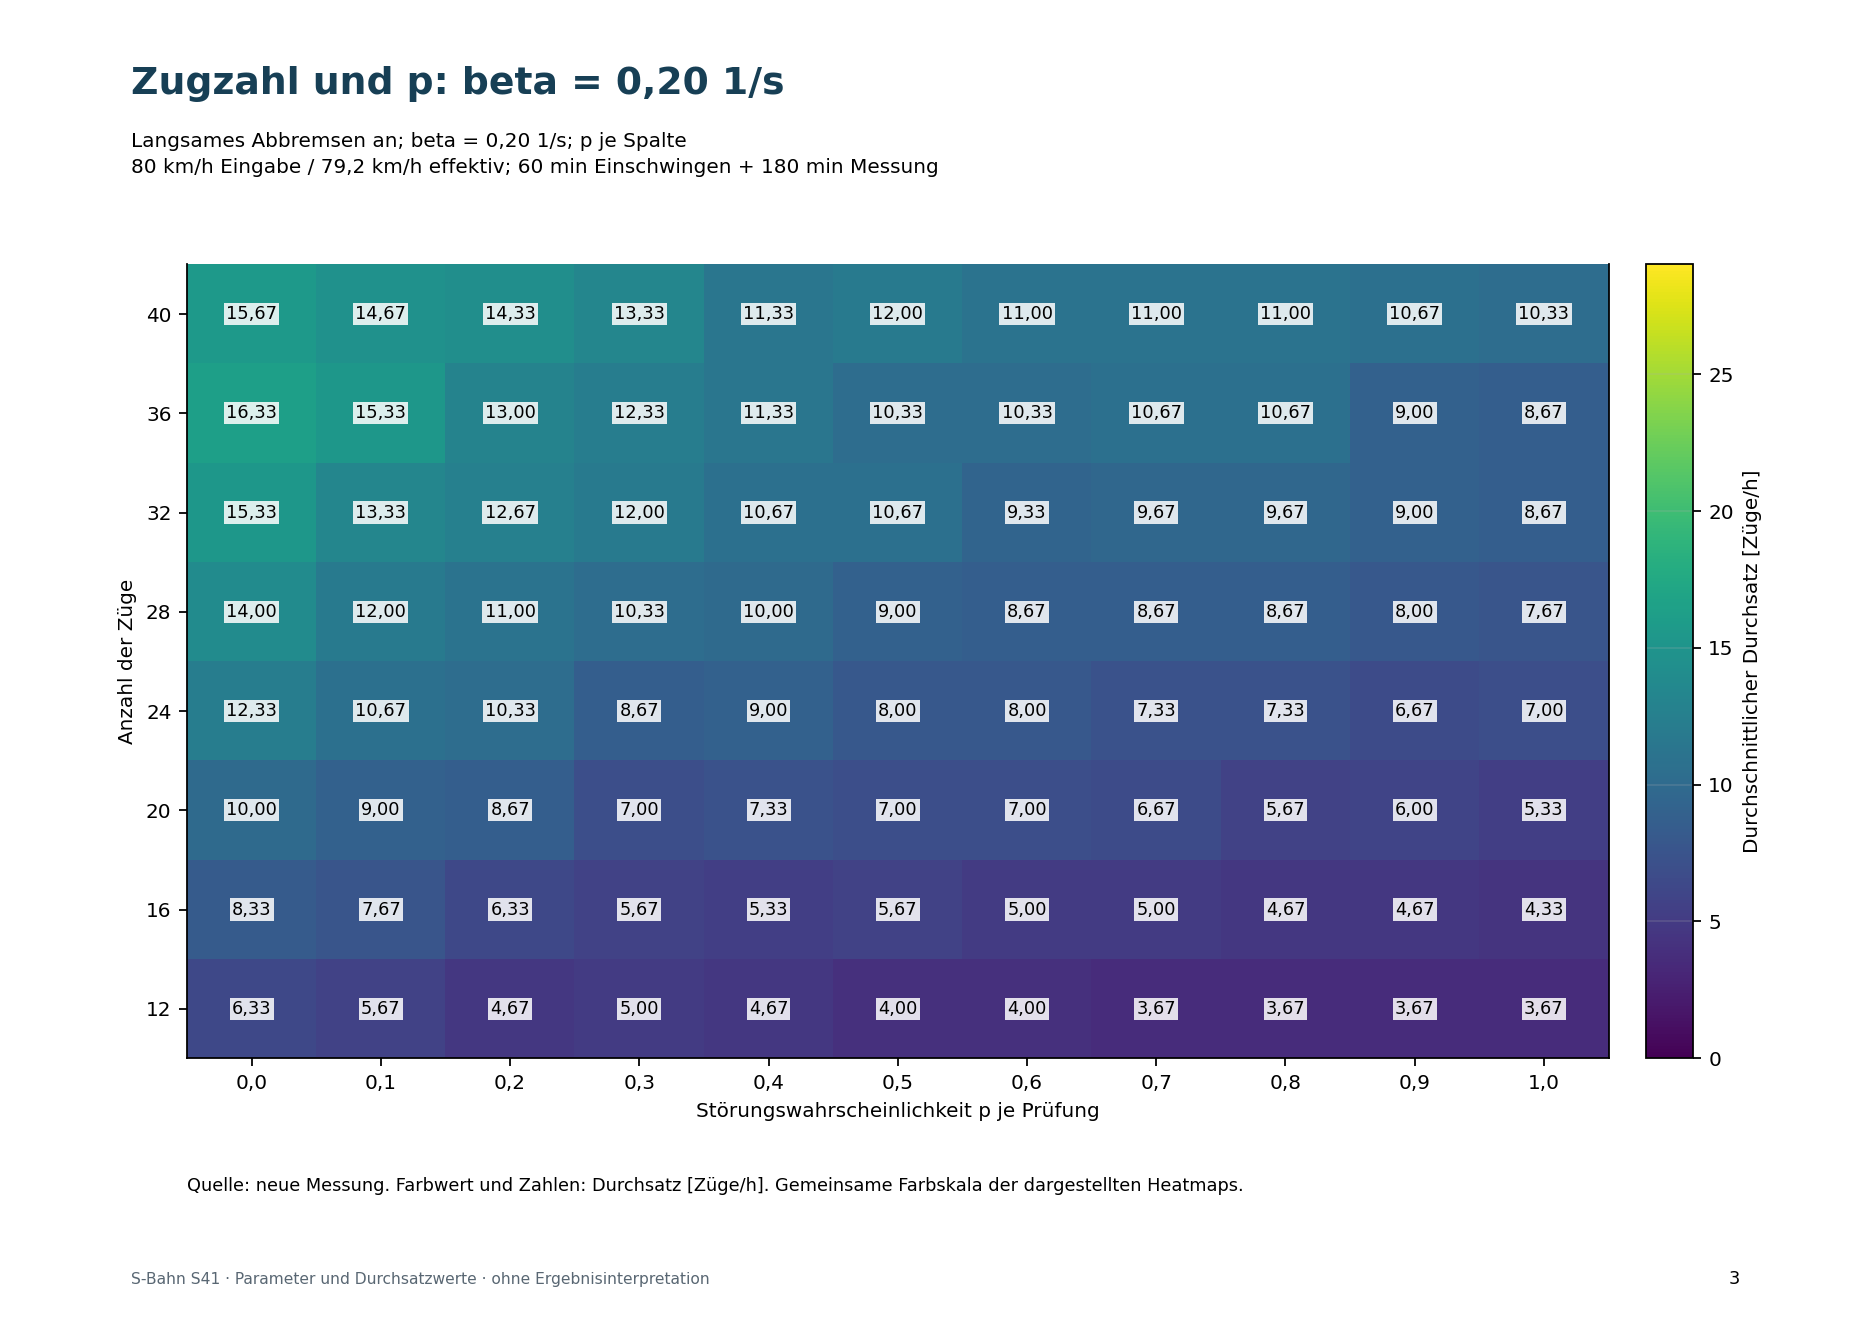 Zugzahl und p: beta = 0,20 1/s
Langsames Abbremsen an; beta = 0,20 1/s; p je Spalte
80 km/h Eingabe / 79,2 km/h effektiv; 60 min Einschwingen + 180 min Messung
Anzahl der Züge
40 15,67 14,67 14,33 13,33 11,33 12,00 11,00 11,00 11,00 10,67 10,33
36 16,33 15,33 13,00 12,33 11,33 10,33 10,33 10,67 10,67 9,00 8,67
32 15,33 13,33 12,67 12,00 10,67 10,67 9,33 9,67 9,67 9,00 8,67
28 14,00 12,00 11,00 10,33 10,00 9,00 8,67 8,67 8,67 8,00 7,67
24 12,33 10,67 10,33 8,67 9,00 8,00 8,00 7,33 7,33 6,67 7,00
20 10,00 9,00 8,67 7,00 7,33 7,00 7,00 6,67 5,67 6,00 5,33
16 8,33 7,67 6,33 5,67 5,33 5,67 5,00 5,00 4,67 4,67 4,33
12 6,33 5,67 4,67 5,00 4,67 4,00 4,00 3,67 3,67 3,67 3,67
0,0 0,1 0,2 0,3 0,4 0,5 0,6 0,7 0,8 0,9 1,0
Störungswahrscheinlichkeit p je Prüfung
25
20
15
10
5
0
Durchschnittlicher Durchsatz [Züge/h]
Quelle: neue Messung. Farbwert und Zahlen: Durchsatz [Züge/h]. Gemeinsame Farbskala der dargestellten Heatmaps.
S-Bahn S41 · Parameter und Durchsatzwerte · ohne Ergebnisinterpretation
3